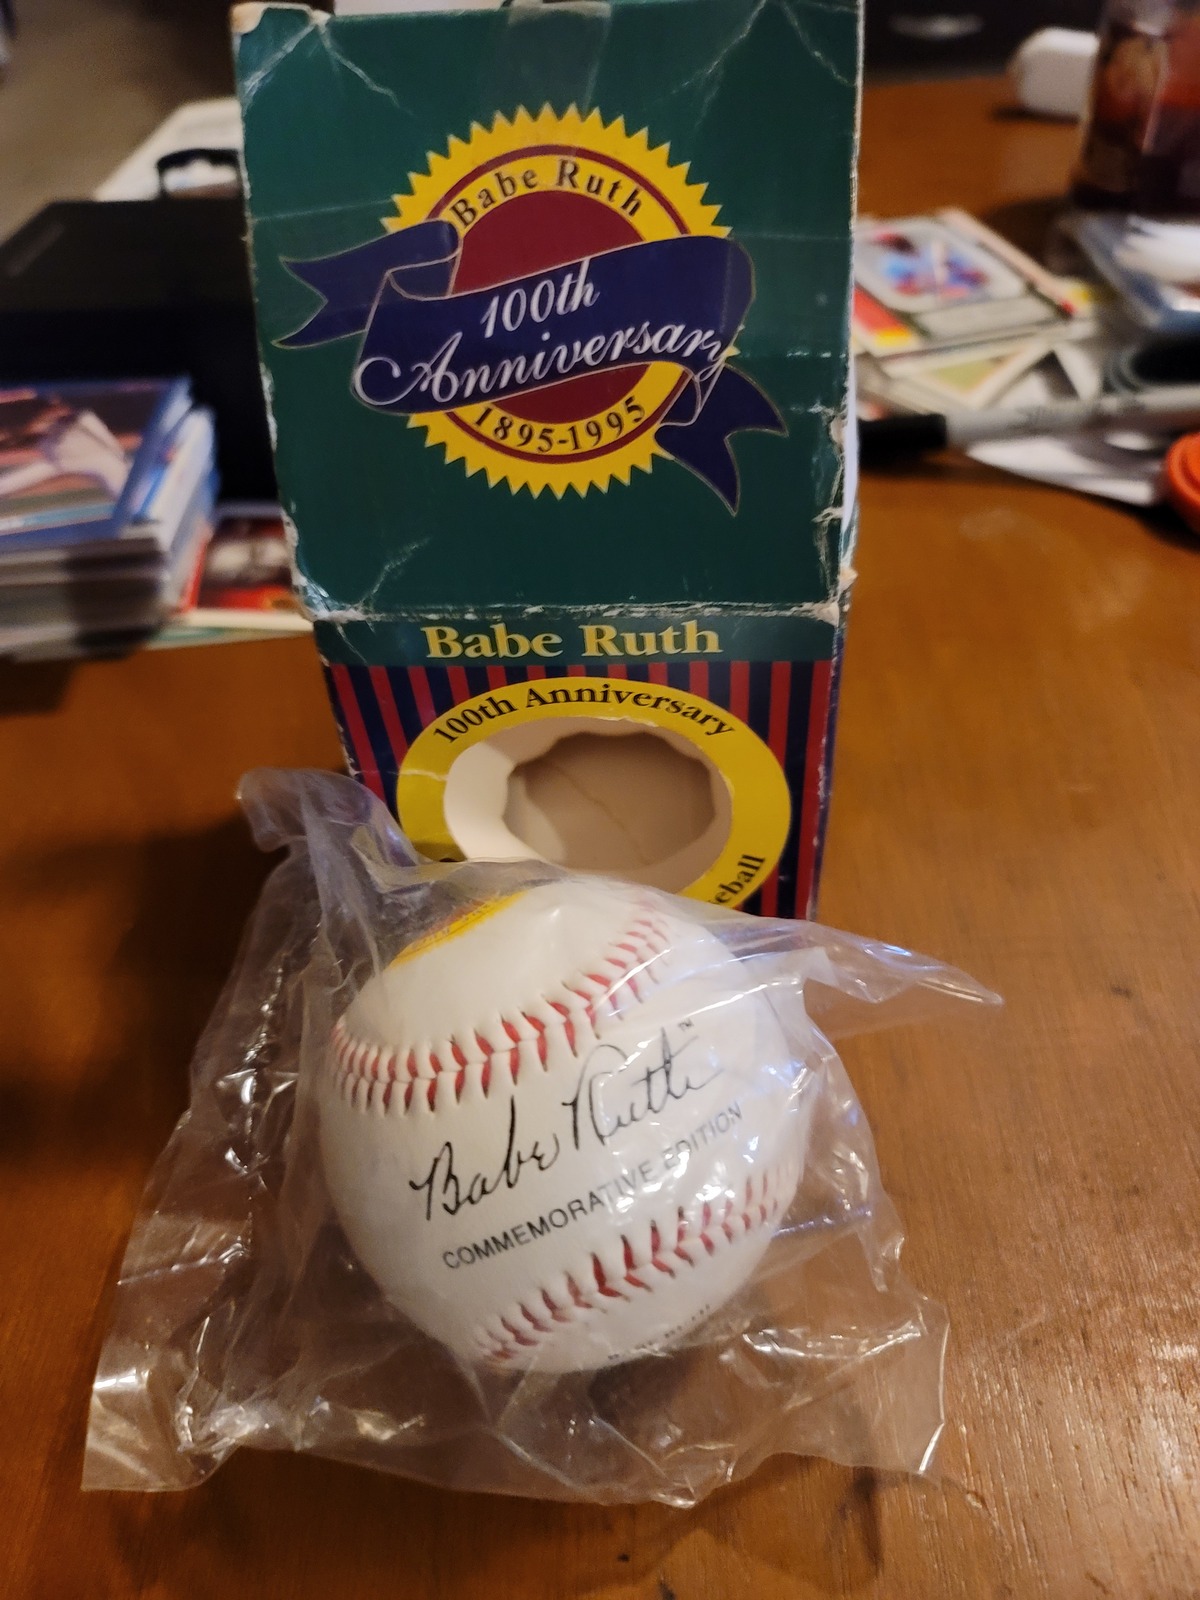 Babe Ruth
100th
Anniversary
1895-1995
Babe Ruth
100th Anniversary
Babe Ruth™
COMMEMORATIVE EDITION